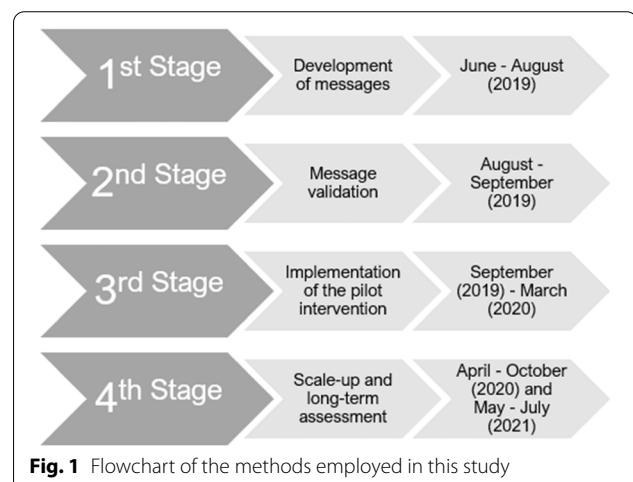 1st Stage
Development
of messages
June - August
(2019)
2nd Stage
Message
validation
August -
September
(2019)
3rd Stage
Implementation
of the pilot
intervention
September
(2019) - March
(2020)
4th Stage
Scale-up and
long-term
assessment
April - October
(2020) and
May - July
(2021)
Fig. 1 Flowchart of the methods employed in this study